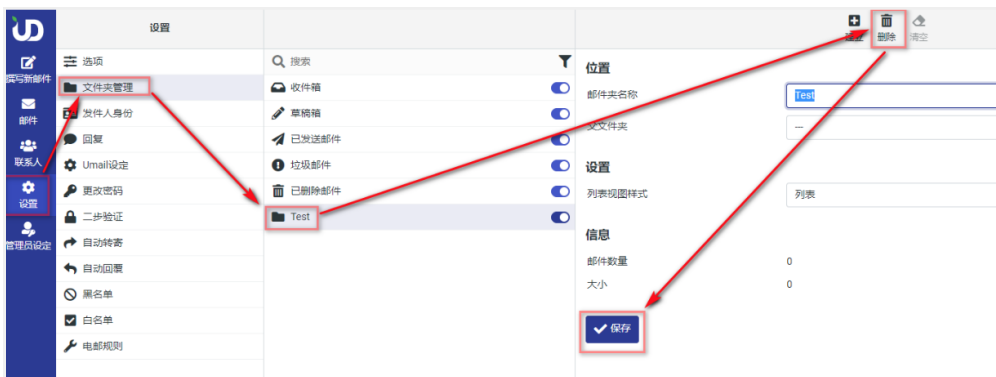 UD
设置
删除
清空
撰写新邮件
邮件
联系人
设置
管理员设定
选项
文件夹管理
发件人身份
回复
Umail设定
更改密码
二步验证
自动转寄
自动回覆
黑名单
白名单
电邮规则
搜索
收件箱
草稿箱
已发送邮件
垃圾邮件
已删除邮件
Test
位置
邮件夹名称
Test
父文件夹
---
设置
列表视图样式
列表
信息
邮件数量
0
大小
0
保存